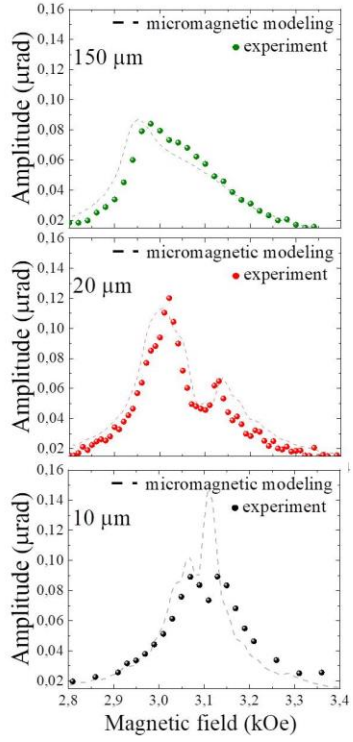 0.16
micromagnetic modeling
0.14
experiment
150 μm
0.12
0.10
0.08
0.06
0.04
0.02
Amplitude (μrad)
0.16
micromagnetic modeling
0.14
experiment
20 μm
0.12
0.10
0.08
0.06
0.04
0.02
Amplitude (μrad)
0.16
micromagnetic modeling
0.14
experiment
10 μm
0.12
0.10
0.08
0.06
0.04
0.02
Amplitude (μrad)
2,8 2,9 3,0 3,1 3,2 3,3 3,4
Magnetic field (kOe)